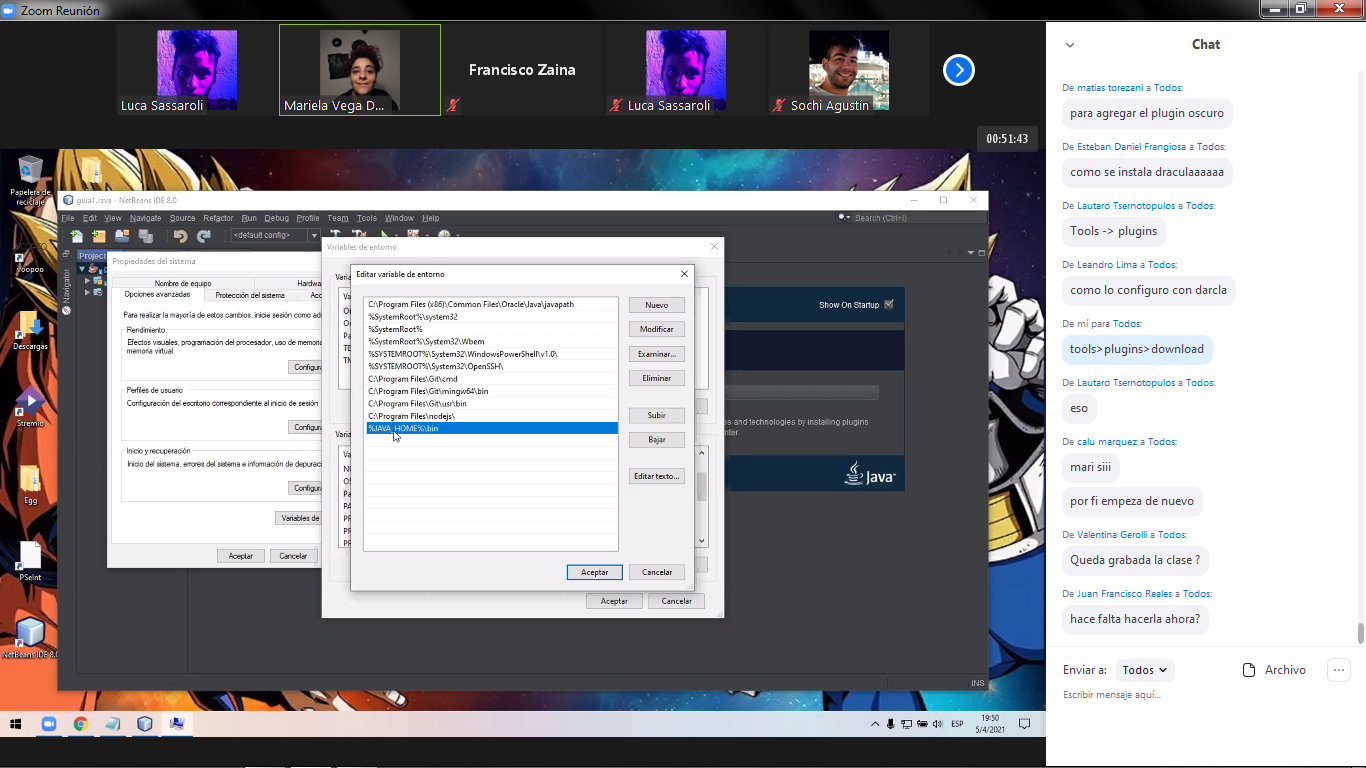 Zoom Reunión
Luca Sassaroli
Mariela Vega D...
Francisco Zaina
Luca Sassaroli
Sochi Agustín
00:51:43
Papelera de
reciclaje
voopoo
Descargas
Stremio
Egg
PSeInt
NetBeans IDE 8.0
guia1.Java - NetBeans IDE 8.0
File Edit View Navigate Source Refactor Run Debug Profile Team Tools Window Help
Search (Ctrl+I)
<default config>
Project
Navigator
Propiedades del sistema
Nombre de equipo
Hardw
Opciones avanzadas
Protección del sistema
Acc
Para realizar la mayoría de estos cambios, inicie sesión como ad
Rendimiento
Efectos visuales, programación del procesador, uso de memoria
memoria virtual
Configura
Perfiles de usuario
Configuración del escritorio correspondiente al inicio de sesión
Configura
Inicio y recuperación
Inicio del sistema, errores del sistema e información de depurac
Configura
Variables de
Aceptar
Cancelar
Variables de entorno
Aceptar
Cancelar
Editar variable de entorno
C:\Program Files (x86)\Common Files\Oracle\Java\javapath
%SystemRoot%\system32
%SystemRoot%
%SystemRoot%\System32\Wbem
%SYSTEMROOT%\System32\WindowsPowerShell\v1.0\
%SYSTEMROOT%\System32\OpenSSH\
C:\Program Files\Git\cmd
C:\Program Files\Git\mingw64\bin
C:\Program Files\Git\usr\bin
C:\Program Files\nodejs\
%JAVA_HOME%\bin
Nuevo
Modificar
Examinar...
Eliminar
Subir
Bajar
Editar texto...
Aceptar
Cancelar
Show On Startup
es and technologies by installing plugins
nter.
Java
INS
ESP
19:50
5/4/2021
Chat
De matias torezani a Todos:
para agregar el plugin oscuro
De Esteban Daniel Frangiosa a Todos:
como se instala draculaaaaaa
De Lautaro Tsernotopulos a Todos:
Tools -> plugins
De Leandro Lima a Todos:
como lo configuro con darcla
De mí para Todos:
tools>plugins>download
De Lautaro Tsernotopulos a Todos:
eso
De calu marquez a Todos:
mari siii
por fi empeza de nuevo
De Valentina Gerolli a Todos:
Queda grabada la clase ?
De Juan Francisco Reales a Todos:
hace falta hacerla ahora?
Enviar a: Todos
Archivo
Escribir mensaje aquí...